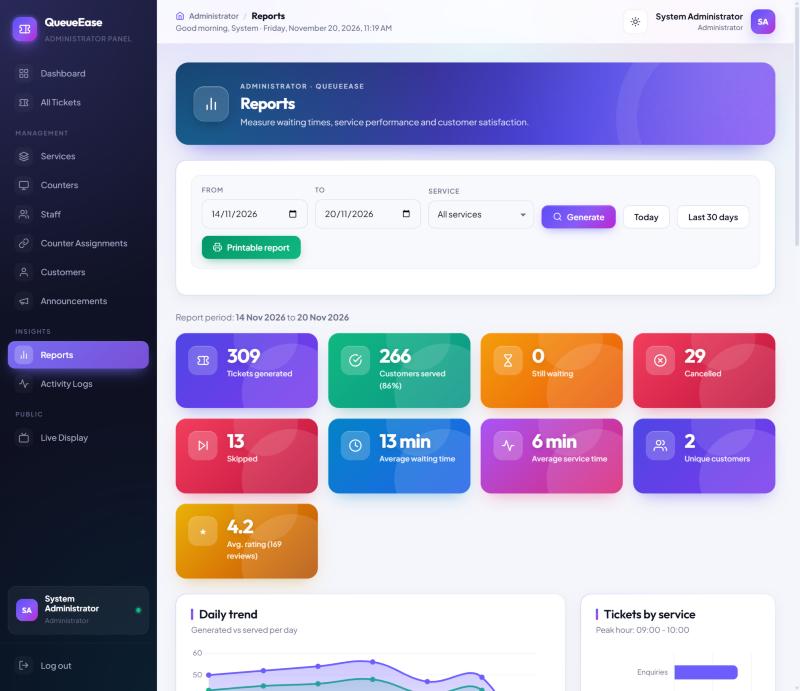 QueueEase
ADMINISTRATOR PANEL
Dashboard
All Tickets
MANAGEMENT
Services
Counters
Staff
Counter Assignments
Customers
Announcements
INSIGHTS
Reports
Activity Logs
PUBLIC
Live Display
SA
System
Administrator
Administrator
Log out
Administrator / Reports
Good morning, System · Friday, November 20, 2026, 11:19 AM
System Administrator
Administrator
SA
ADMINISTRATOR · QUEUEEASE
Reports
Measure waiting times, service performance and customer satisfaction.
FROM
TO
SERVICE
14/11/2026
20/11/2026
All services
Generate
Today
Last 30 days
Printable report
Report period: 14 Nov 2026 to 20 Nov 2026
309
Tickets generated
266
Customers served
(86%)
0
Still waiting
29
Cancelled
13
Skipped
13 min
Average waiting time
6 min
Average service time
2
Unique customers
4.2
Avg. rating (169
reviews)
Daily trend
Generated vs served per day
60
50
Tickets by service
Peak hour: 09:00 - 10:00
Enquiries